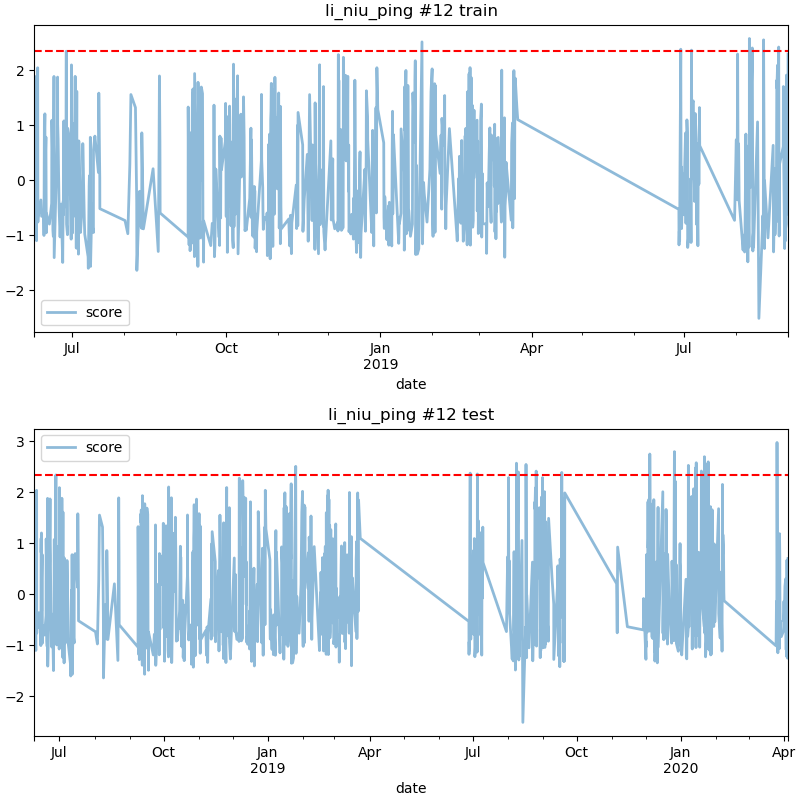 li_niu_ping #12 train
2
1
0
−1
−2
score
Jul
Oct
Jan
2019
Apr
Jul
date
li_niu_ping #12 test
3
2
1
0
−1
−2
score
Jul
Oct
Jan
2019
Apr
Jul
Oct
Jan
2020
Apr
date